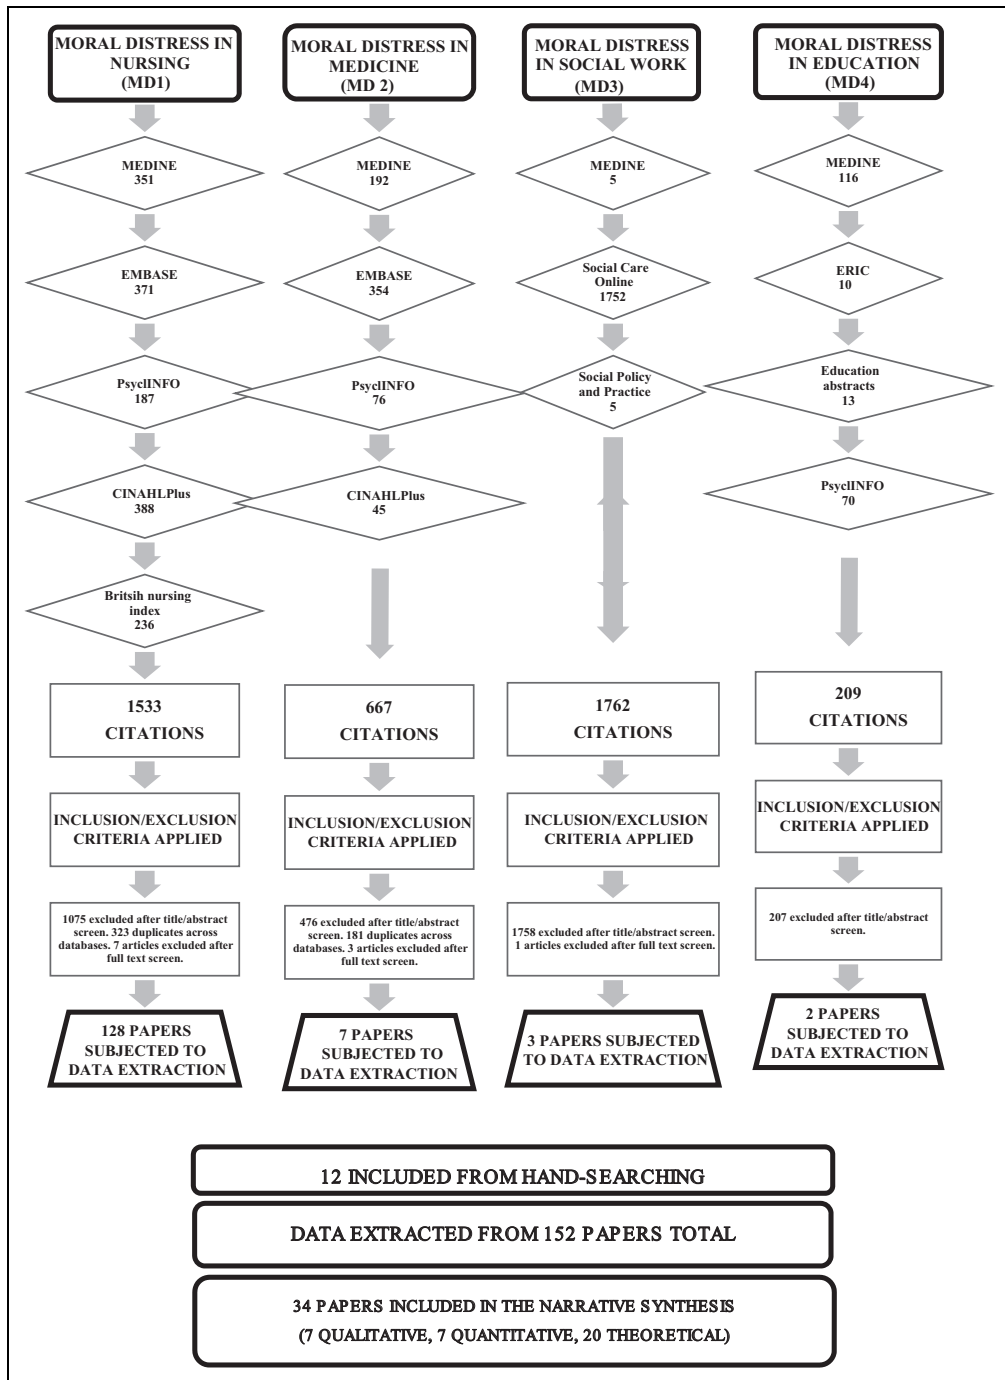 MORAL DISTRESS IN
NURSING
(MD1)
MEDINE
351
EMBASE
371
PsyclINFO
187
CINAHLPlus
388
Britsih nursing
index
236
1533
CITATIONS
INCLUSION/EXCLUSION
CRITERIA APPLIED
1075 excluded after title/abstract
screen. 323 duplicates across
databases. 7 articles excluded after
full text screen.
128 PAPERS
SUBJECTED TO
DATA EXTRACTION
MORAL DISTRESS IN
MEDICINE
(MD 2)
MEDINE
192
EMBASE
354
PsyclINFO
76
CINAHLPlus
45
667
CITATIONS
INCLUSION/EXCLUSION
CRITERIA APPLIED
476 excluded after title/abstract
screen. 181 duplicates across
databases. 3 articles excluded after
full text screen.
7 PAPERS
SUBJECTED TO
DATA EXTRACTION
MORAL DISTRESS
IN SOCIAL WORK
(MD3)
MEDINE
5
Social Care
Online
1752
Social Policy
and Practice
5
1762
CITATIONS
INCLUSION/EXCLUSION
CRITERIA APPLIED
1758 excluded after title/abstract screen.
1 articles excluded after full text screen.
3 PAPERS SUBJECTED
TO DATA EXTRACTION
MORAL DISTRESS
IN EDUCATION
(MD4)
MEDINE
116
ERIC
10
Education
abstracts
13
PsyclINFO
70
209
CITATIONS
INCLUSION/EXCLUSION
CRITERIA APPLIED
207 excluded after title/abstract
screen.
2 PAPERS
SUBJECTED TO
DATA EXTRACTION
12 INCLUDED FROM HAND-SEARCHING
DATA EXTRACTED FROM 152 PAPERS TOTAL
34 PAPERS INCLUDED IN THE NARRATIVE SYNTHESIS
(7 QUALITATIVE, 7 QUANTITATIVE, 20 THEORETICAL)